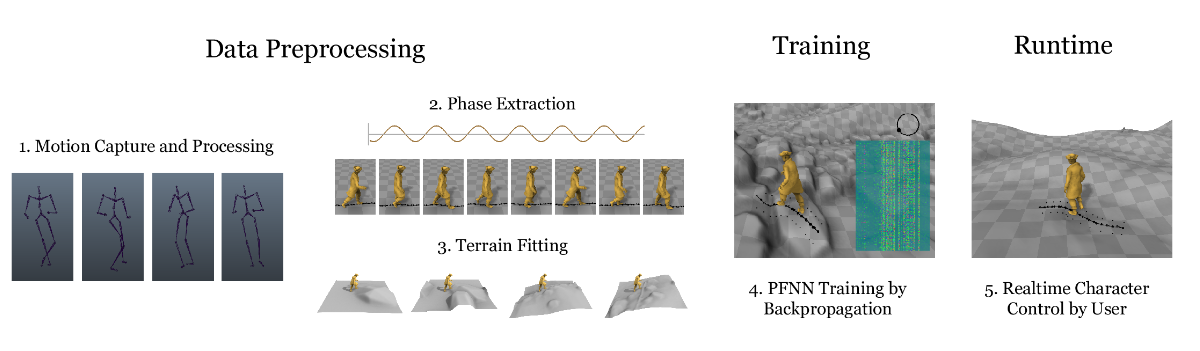 Data Preprocessing
Training
Runtime
1. Motion Capture and Processing
2. Phase Extraction
3. Terrain Fitting
4. PFNN Training by
Backpropagation
5. Realtime Character
Control by User